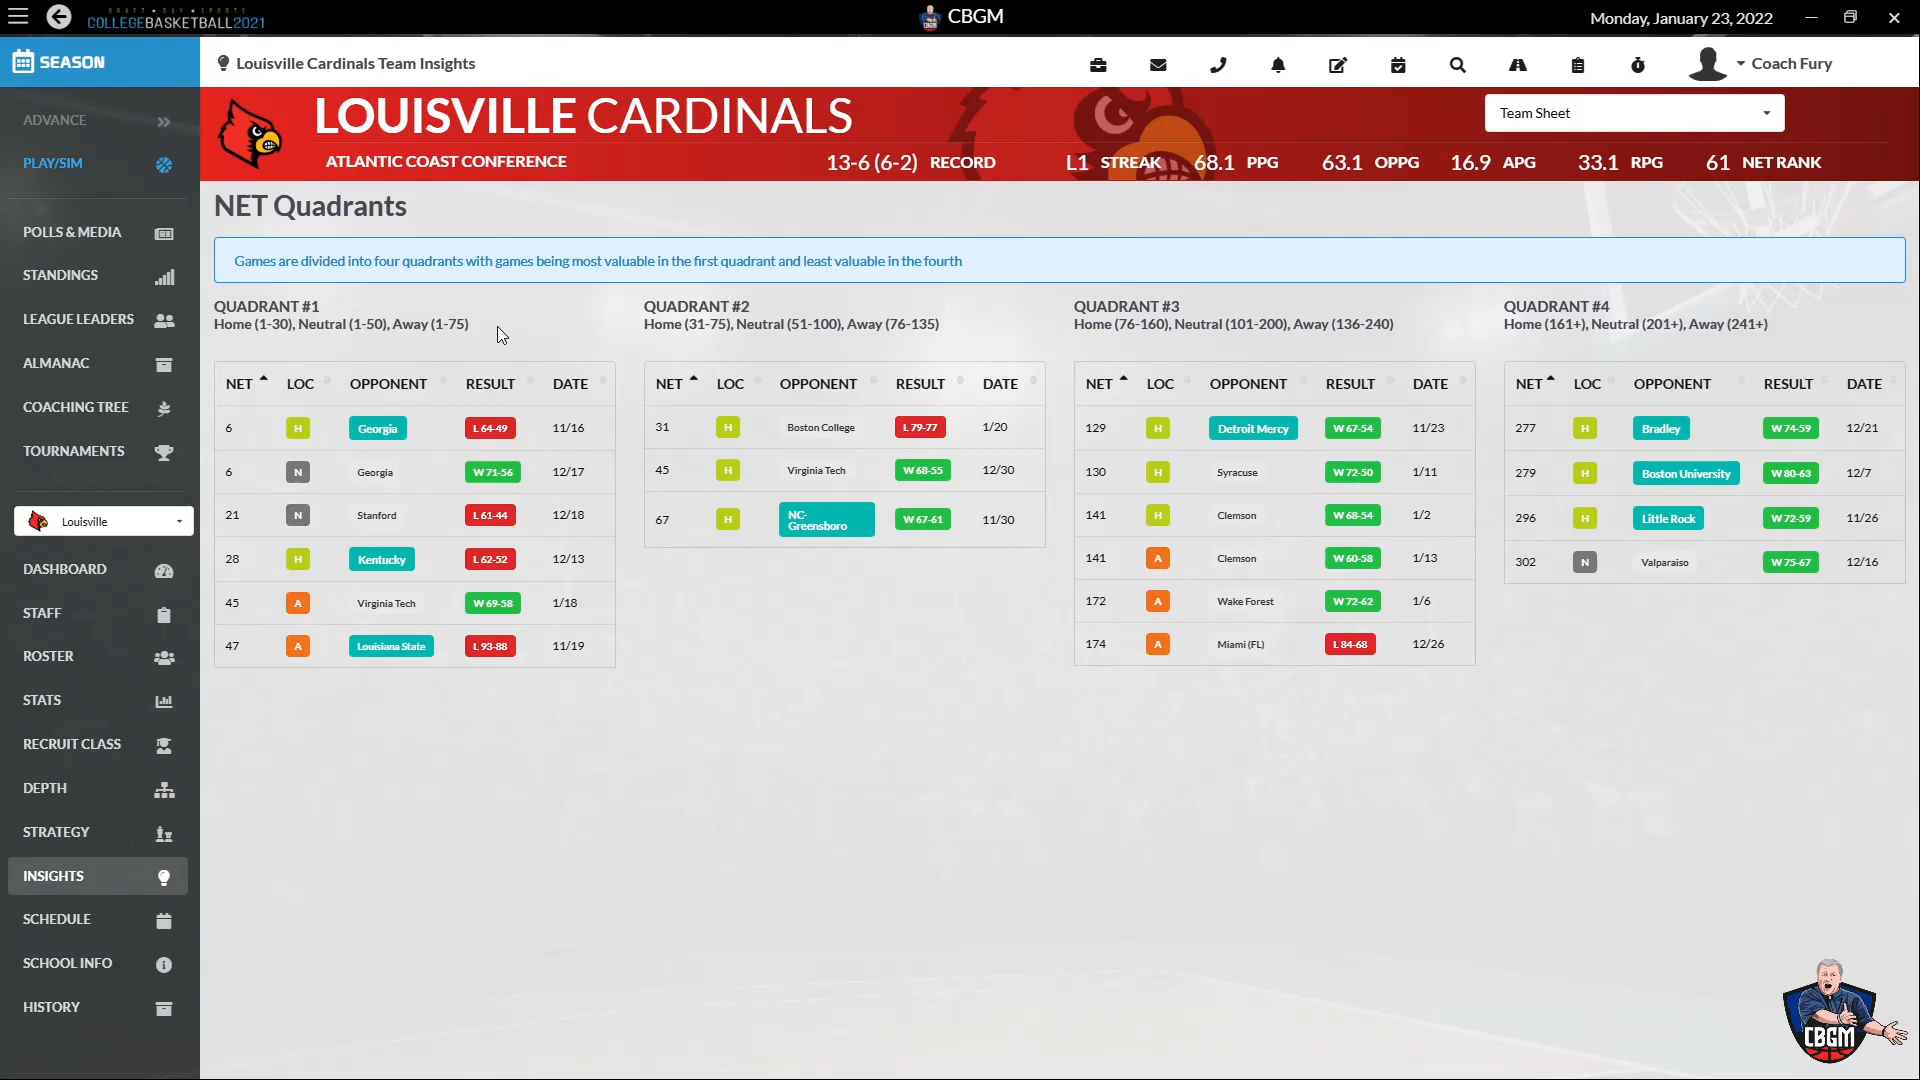 DRAFT • DAY • SPORTS
COLLEGEBASKETBALL2021
CBGM
Monday, January 23, 2022
SEASON
Louisville Cardinals Team Insights
Coach Fury
ADVANCE
PLAY/SIM
POLLS & MEDIA
STANDINGS
LEAGUE LEADERS
ALMANAC
COACHING TREE
TOURNAMENTS
Louisville
DASHBOARD
STAFF
ROSTER
STATS
RECRUIT CLASS
DEPTH
STRATEGY
INSIGHTS
SCHEDULE
SCHOOL INFO
HISTORY
LOUISVILLE CARDINALS
Team Sheet
ATLANTIC COAST CONFERENCE
13-6 (6-2) RECORD L1 STREAK 68.1 PPG 63.1 OPPG 16.9 APG 33.1 RPG 61 NET RANK
NET Quadrants
Games are divided into four quadrants with games being most valuable in the first quadrant and least valuable in the fourth
QUADRANT #1
Home (1-30), Neutral (1-50), Away (1-75)
NET LOC OPPONENT RESULT DATE
6 H Georgia L 64-49 11/16
6 N Georgia W 71-56 12/17
21 N Stanford L 61-44 12/18
28 H Kentucky L 62-52 12/13
45 A Virginia Tech W 69-58 1/18
47 A Louisiana State L 93-88 11/19
QUADRANT #2
Home (31-75), Neutral (51-100), Away (76-135)
NET LOC OPPONENT RESULT DATE
31 H Boston College L 79-77 1/20
45 H Virginia Tech W 68-55 12/30
67 H NC-Greensboro W 67-61 11/30
QUADRANT #3
Home (76-160), Neutral (101-200), Away (136-240)
NET LOC OPPONENT RESULT DATE
129 H Detroit Mercy W 67-54 11/23
130 H Syracuse W 72-50 1/11
141 H Clemson W 68-54 1/2
141 A Clemson W 60-58 1/13
172 A Wake Forest W 72-62 1/6
174 A Miami (FL) L 84-68 12/26
QUADRANT #4
Home (161+), Neutral (201+), Away (241+)
NET LOC OPPONENT RESULT DATE
277 H Bradley W 74-59 12/21
279 H Boston University W 80-63 12/7
296 H Little Rock W 72-59 11/26
302 N Valparaiso W 75-67 12/16
CBGM